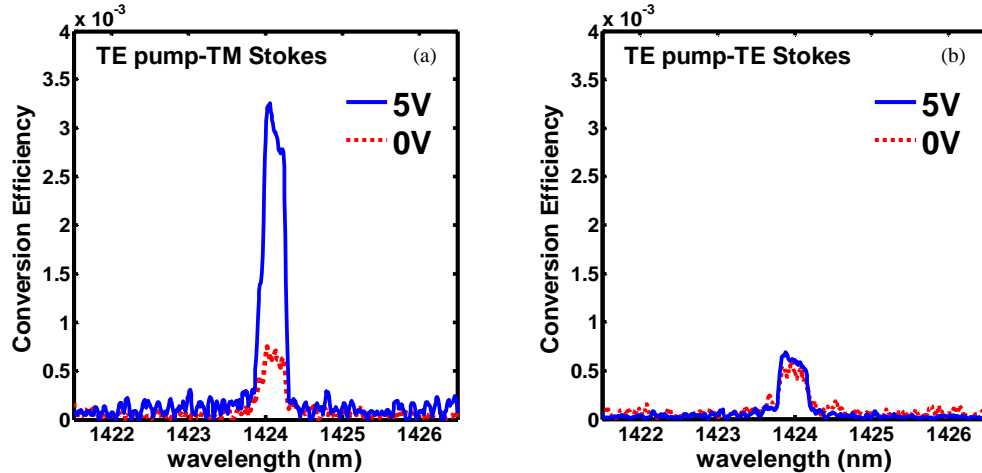 x 10⁻³
4
3.5
3
2.5
2
1.5
1
0.5
0
Conversion Efficiency
TE pump-TM Stokes (a)
5V
0V
1422 1423 1424 1425 1426
wavelength (nm)
x 10⁻³
4
3.5
3
2.5
2
1.5
1
0.5
0
Conversion Efficiency
TE pump-TE Stokes (b)
5V
0V
1422 1423 1424 1425 1426
wavelength (nm)